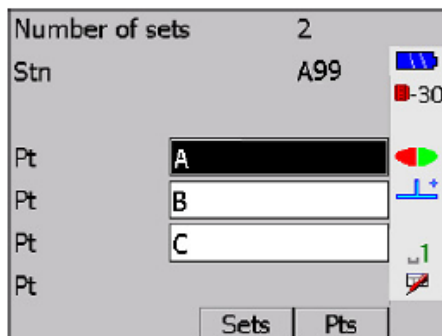 Number of sets 2
Stn A99
-30
Pt A
Pt B
Pt C
1
Pt
Sets Pts